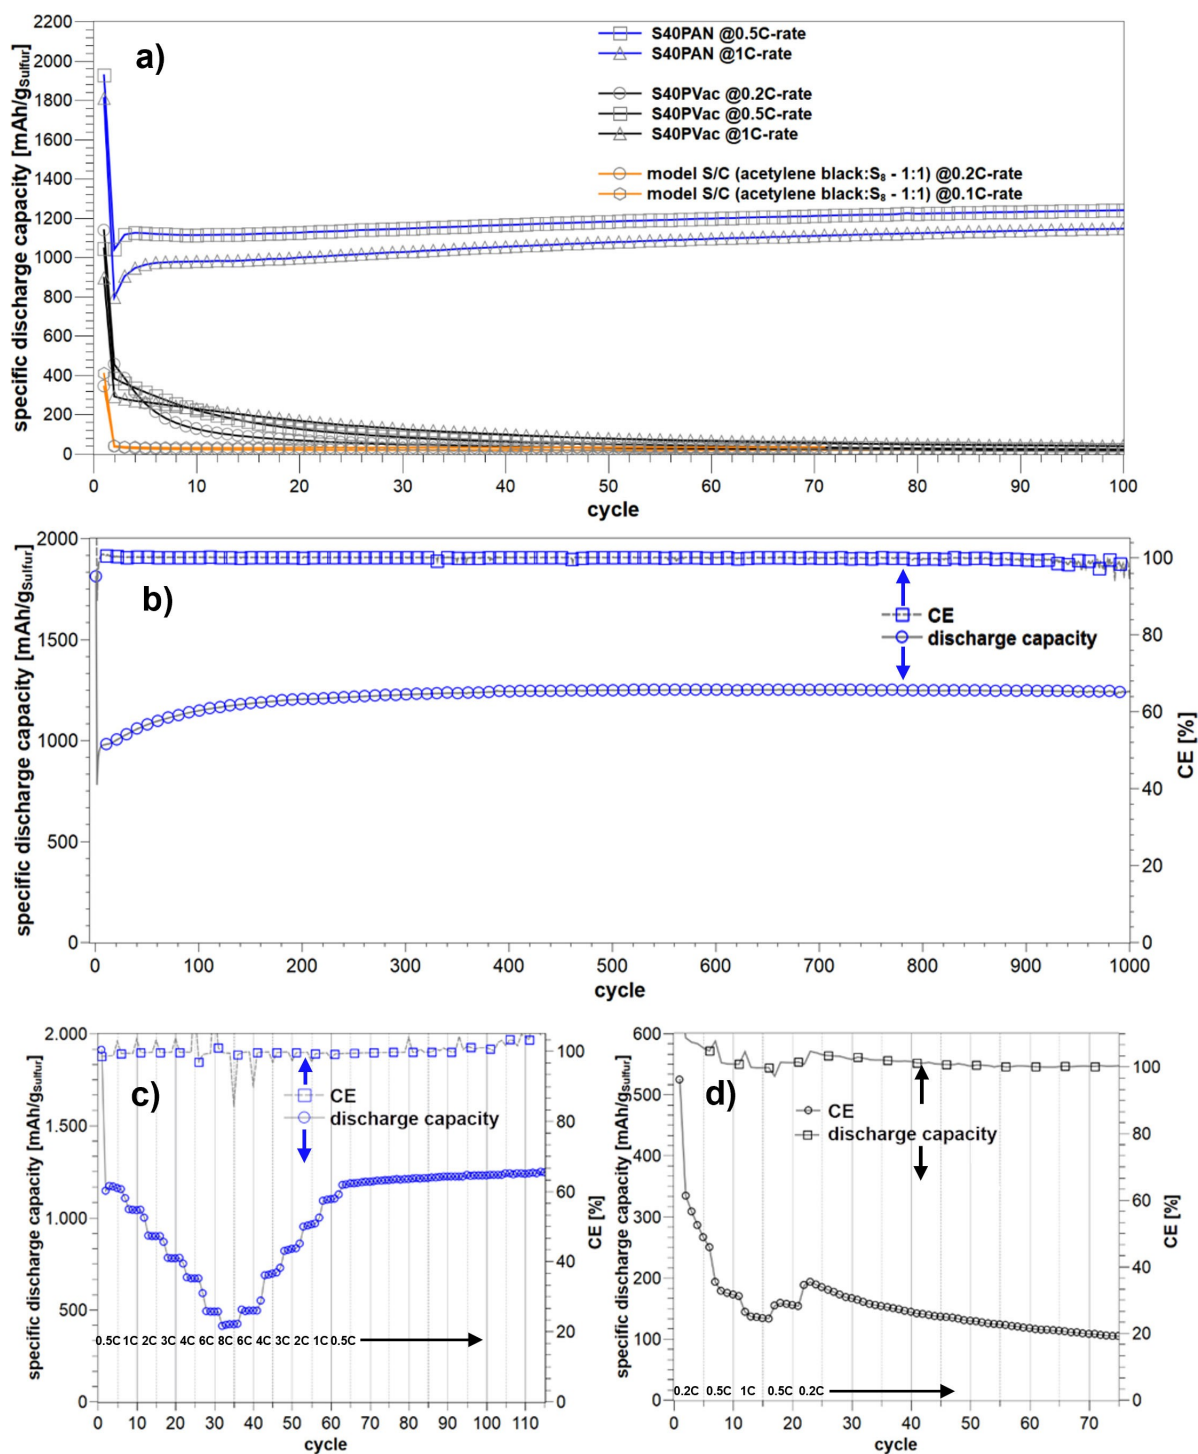 a)
specific discharge capacity [mAh/gsulfur]
2200
2000
1800
1600
1400
1200
1000
800
600
400
200
0
S40PAN @0.5C-rate
S40PAN @1C-rate
S40PVac @0.2C-rate
S40PVac @0.5C-rate
S40PVac @1C-rate
model S/C (acetylene black:S₈ - 1:1) @0.2C-rate
model S/C (acetylene black:S₈ - 1:1) @0.1C-rate
0 10 20 30 40 50 60 70 80 90 100
cycle
b)
specific discharge capacity [mAh/gsulfur]
2000
1500
1000
500
0
CE
discharge capacity
100
80
60
40
20
0
CE [%]
0 100 200 300 400 500 600 700 800 900 1000
cycle
c)
specific discharge capacity [mAh/gsulfur]
2.000
1.500
1.000
500
0
CE
discharge capacity
0.5C 1C 2C 3C 4C 6C 8C 6C 4C 3C 2C 1C 0.5C
100
80
60
40
20
0
CE [%]
0 10 20 30 40 50 60 70 80 90 100 110
cycle
d)
specific discharge capacity [mAh/gsulfur]
600
500
400
300
200
100
0
CE
discharge capacity
0.2C 0.5C 1C 0.5C 0.2C
100
80
60
40
20
0
CE [%]
0 10 20 30 40 50 60 70
cycle